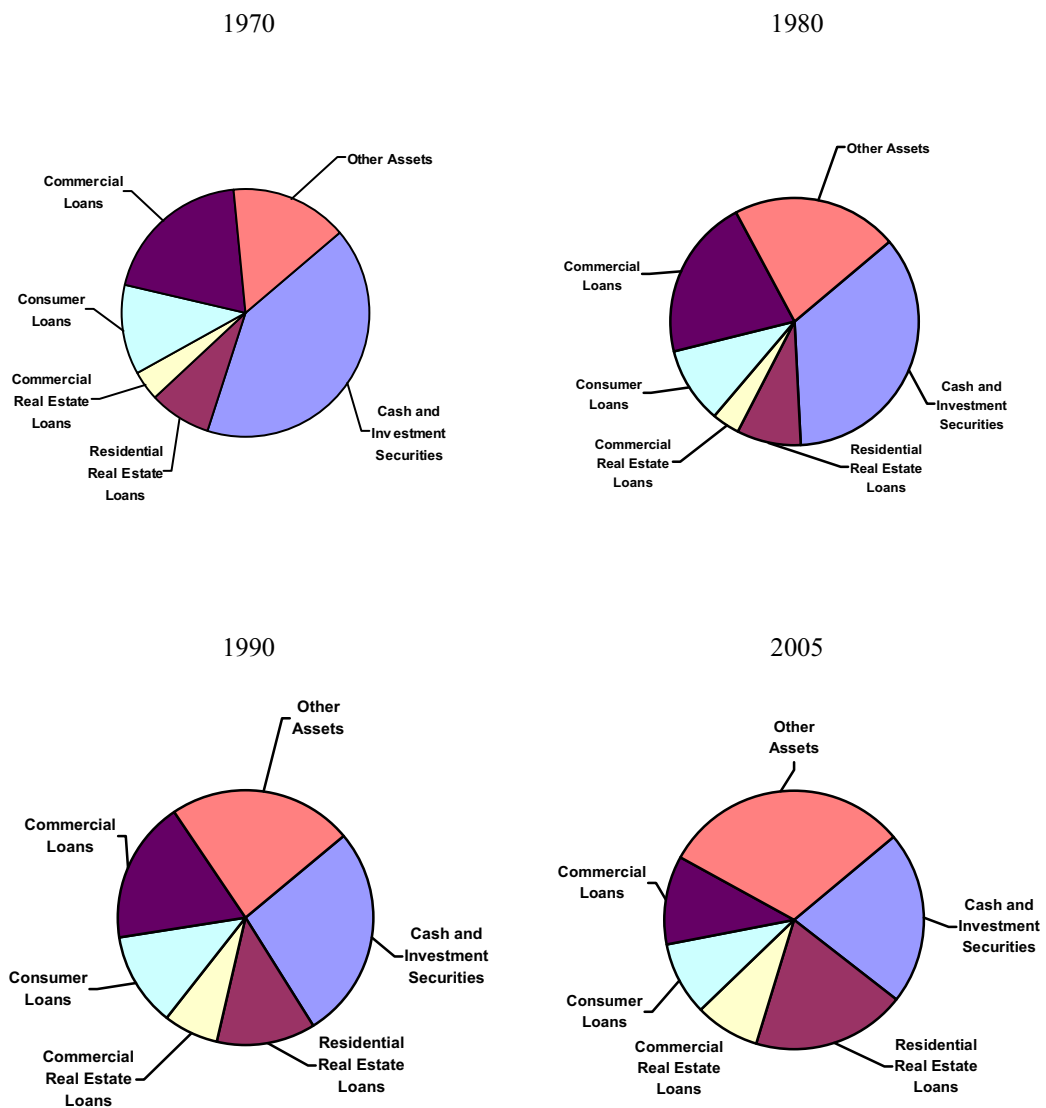 1970
Other Assets
Commercial
Loans
Consumer
Loans
Commercial
Real Estate
Loans
Residential
Real Estate
Loans
Cash and
Investment
Securities
1980
Other Assets
Commercial
Loans
Consumer
Loans
Commercial
Real Estate
Loans
Residential
Real Estate
Loans
Cash and
Investment
Securities
1990
Other
Assets
Commercial
Loans
Consumer
Loans
Commercial
Real Estate
Loans
Residential
Real Estate
Loans
Cash and
Investment
Securities
2005
Other
Assets
Commercial
Loans
Consumer
Loans
Commercial
Real Estate
Loans
Residential
Real Estate
Loans
Cash and
Investment
Securities